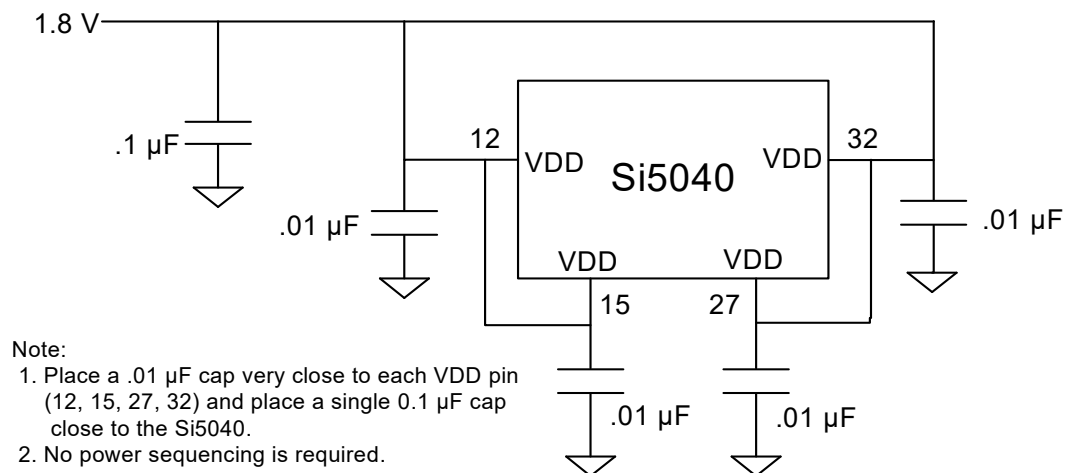 1.8 V
.1 µF
12
VDD
Si5040
VDD
32
.01 µF
.01 µF
VDD
VDD
15
27
.01 µF
.01 µF
Note:
1. Place a .01 µF cap very close to each VDD pin
(12, 15, 27, 32) and place a single 0.1 µF cap
close to the Si5040.
2. No power sequencing is required.